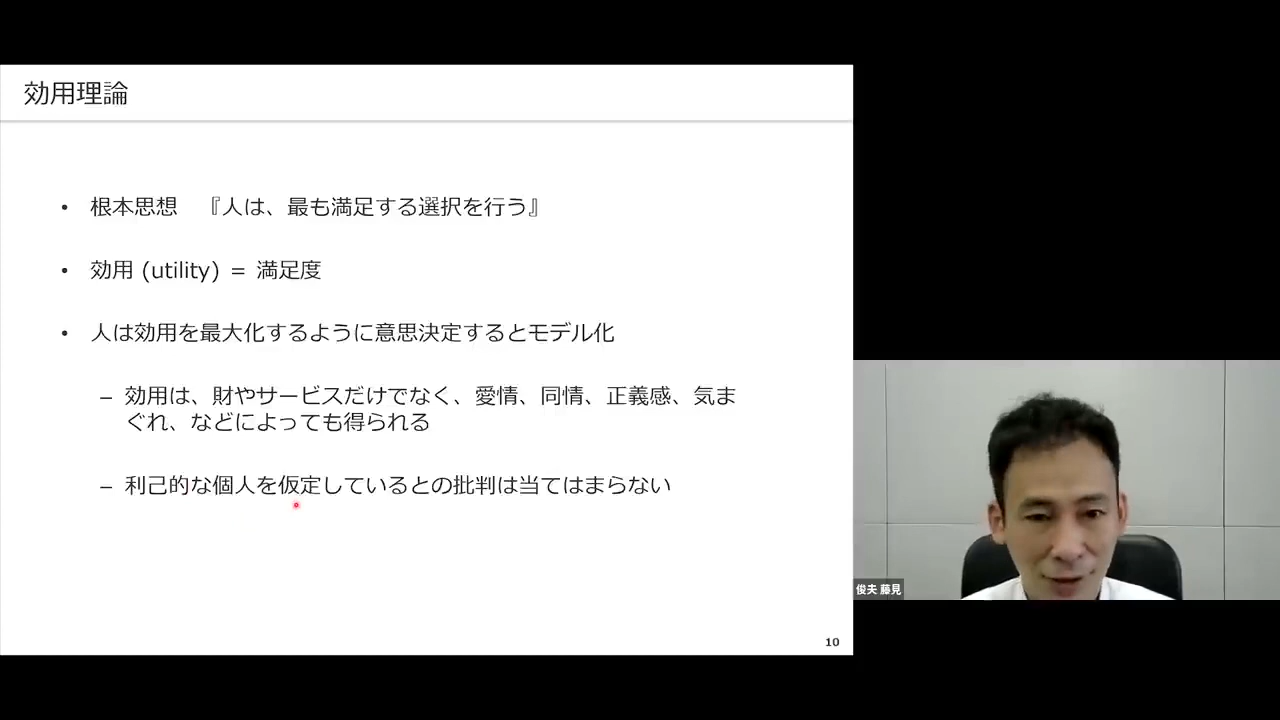 効用理論
• 根本思想 『人は、最も満足する選択を行う』
• 効用 (utility) = 満足度
• 人は効用を最大化するように意思決定するとモデル化
– 効用は、財やサービスだけでなく、愛情、同情、正義感、気ま
ぐれ、などによっても得られる
– 利己的な個人を仮定しているとの批判は当てはまらない
俊夫 藤見
10